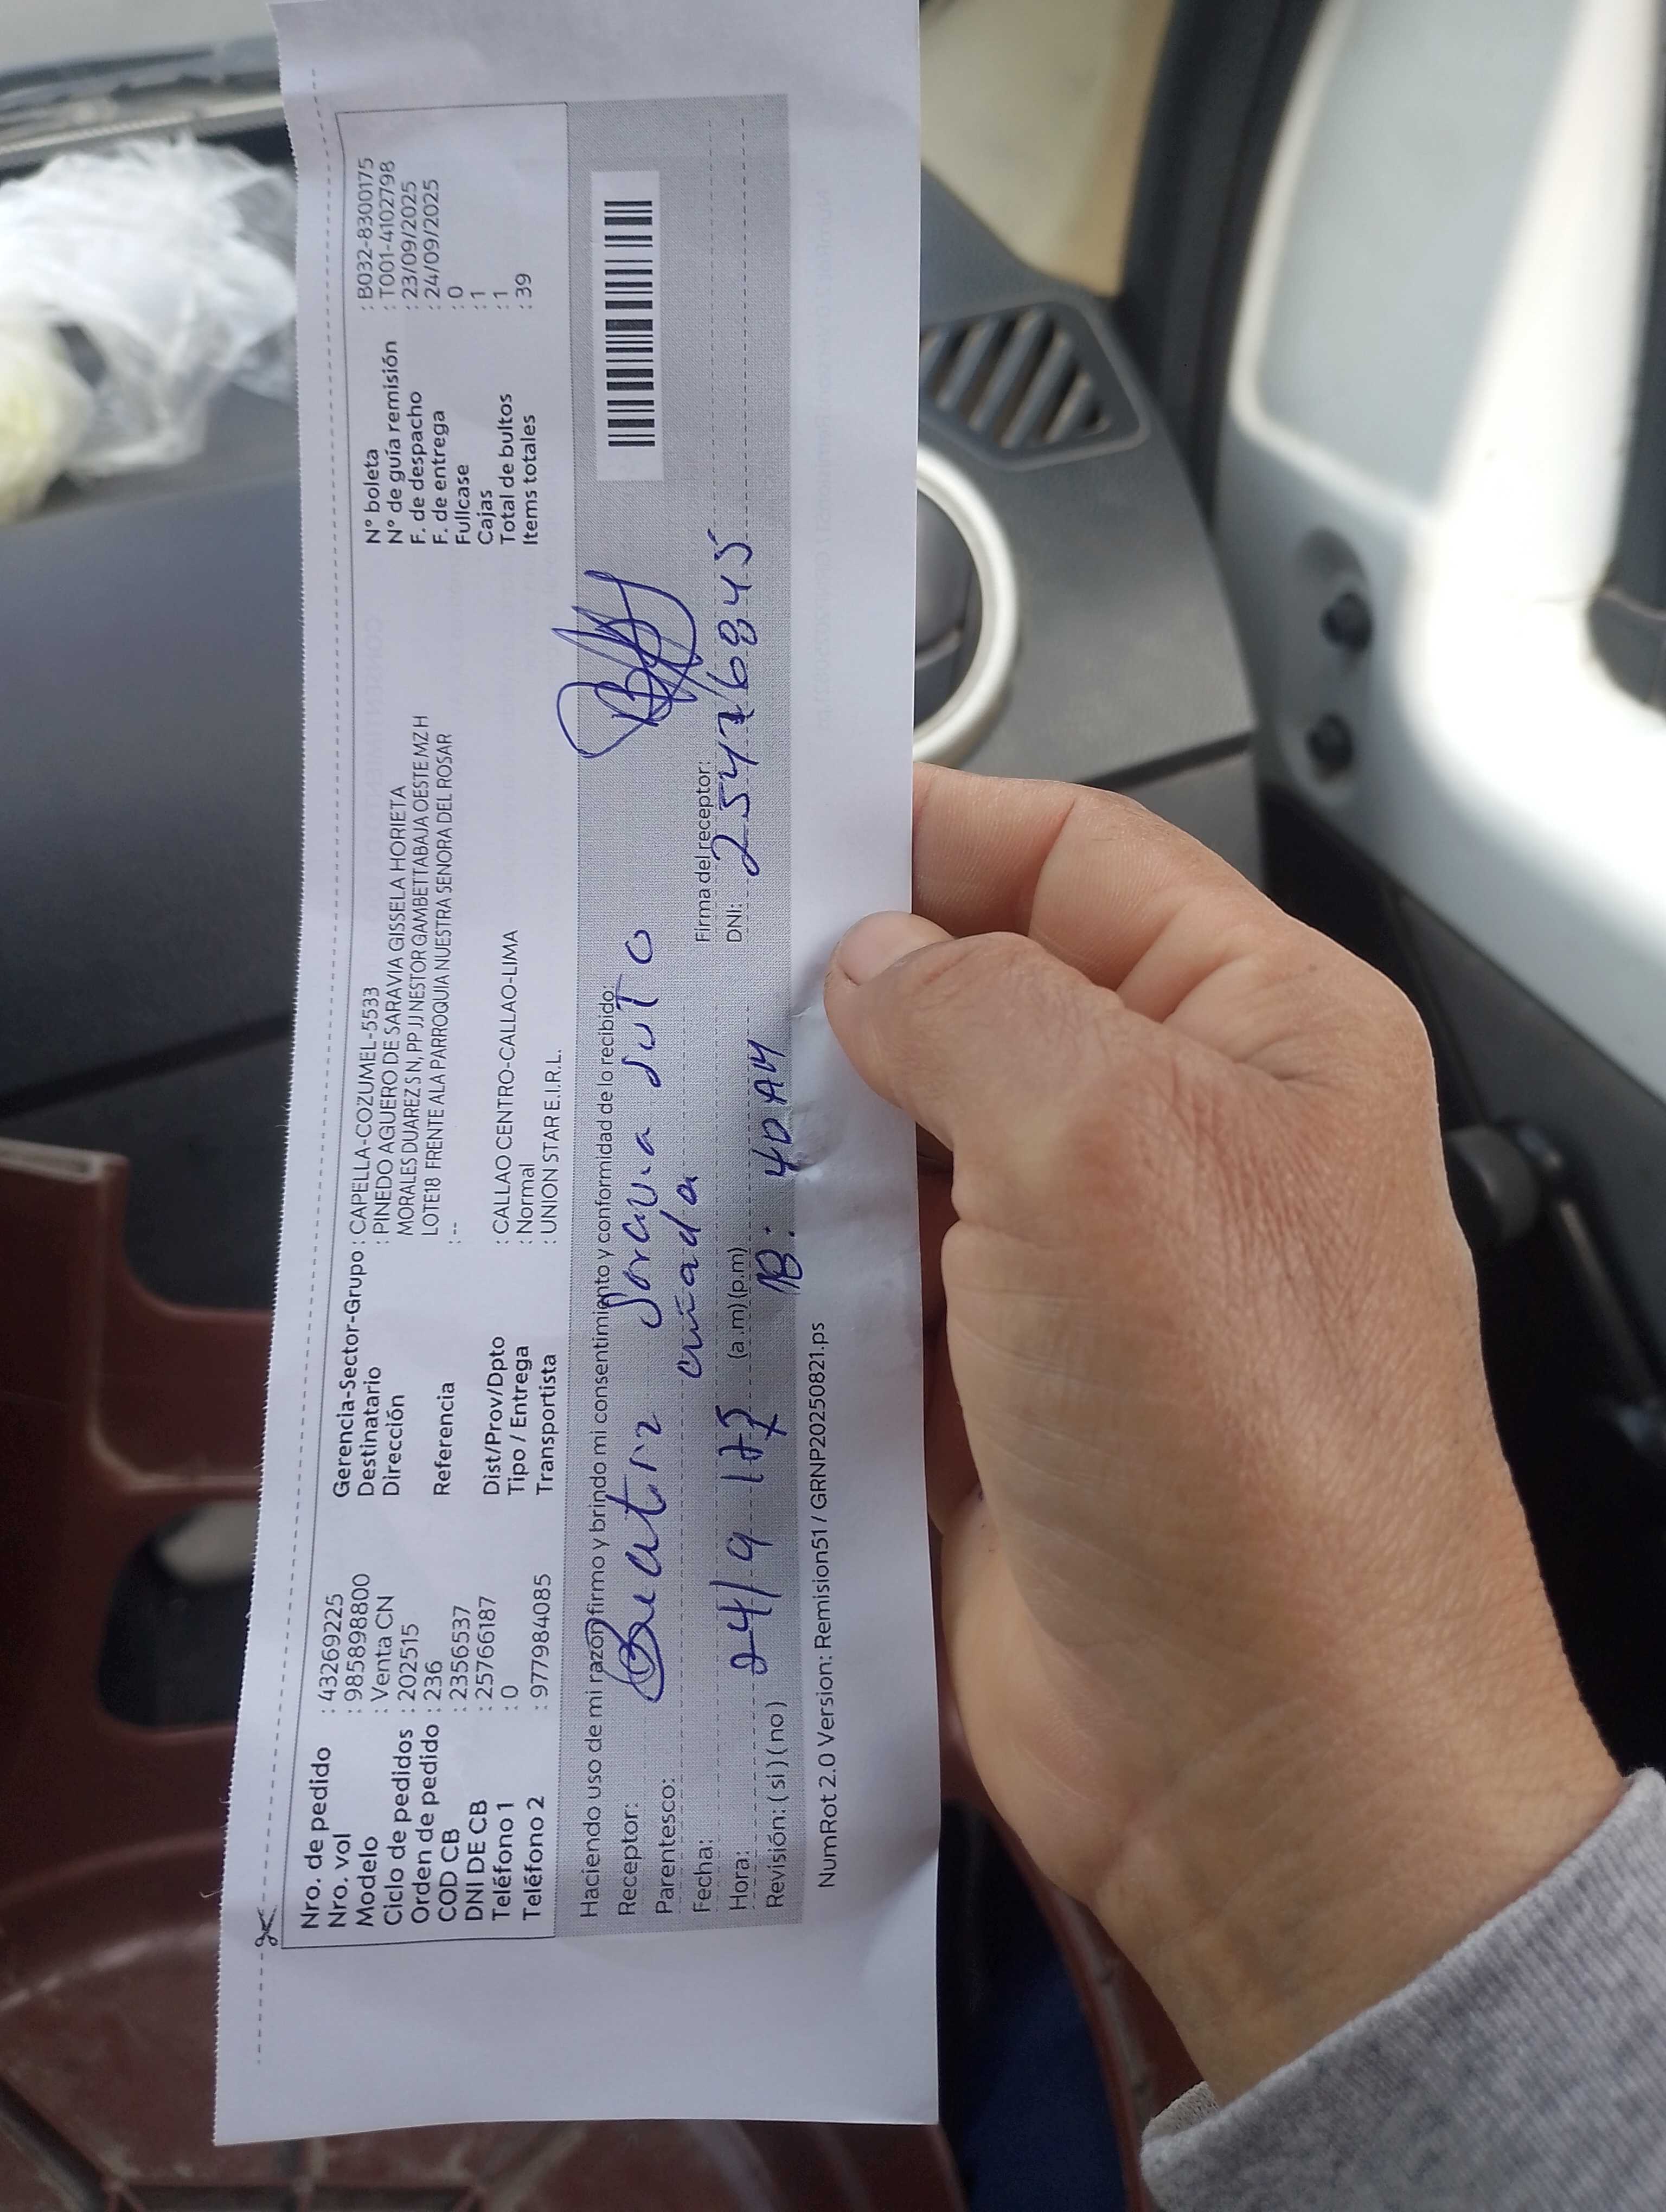 Nro. de pedido : 43269225
Nro. vol : 985898800
Modelo : Venta CN
Ciclo de pedidos : 202515
Orden de pedido : 236
COD CB : 2356537
DNI DE CB : 25766187
Teléfono 1 : 0
Teléfono 2 : 977984085
Gerencia-Sector-Grupo : CAPELLA-COZUMEL-5533
Destinatario : PINEDO AGUERO DE SARAVIA GISSELA HORIETA
Dirección MORALES DUAREZ S N, PP JJ NESTOR GAMBETTA BAJA OESTE MZ H
LOTE18 FRENTE A LA PARROQUIA NUESTRA SENORA DEL ROSAR
Referencia : --
Dist/Prov/Dpto : CALLAO CENTRO-CALLAO-LIMA
Tipo / Entrega : Normal
Transportista : UNION STAR E.I.R.L.
N° boleta : B032-8300175
N° de guía remisión : T001-4102798
F. de despacho : 23/09/2025
F. de entrega : 24/09/2025
Fullcase : 0
Cajas : 1
Total de bultos : 1
Items totales : 39
Haciendo uso de mi razón firmo y brindo mi consentimiento y conformidad de lo recibido:
Receptor: Beatriz Soto
Parentesco: cuñada
Firma del receptor:
Fecha: 24/9
DNI: 25476845
Hora: (a.m) (p.m)
Revisión: ( si ) ( no ) 40 AM
NumRot 2.0 Version: Remision51 / GRNP20250821.ps